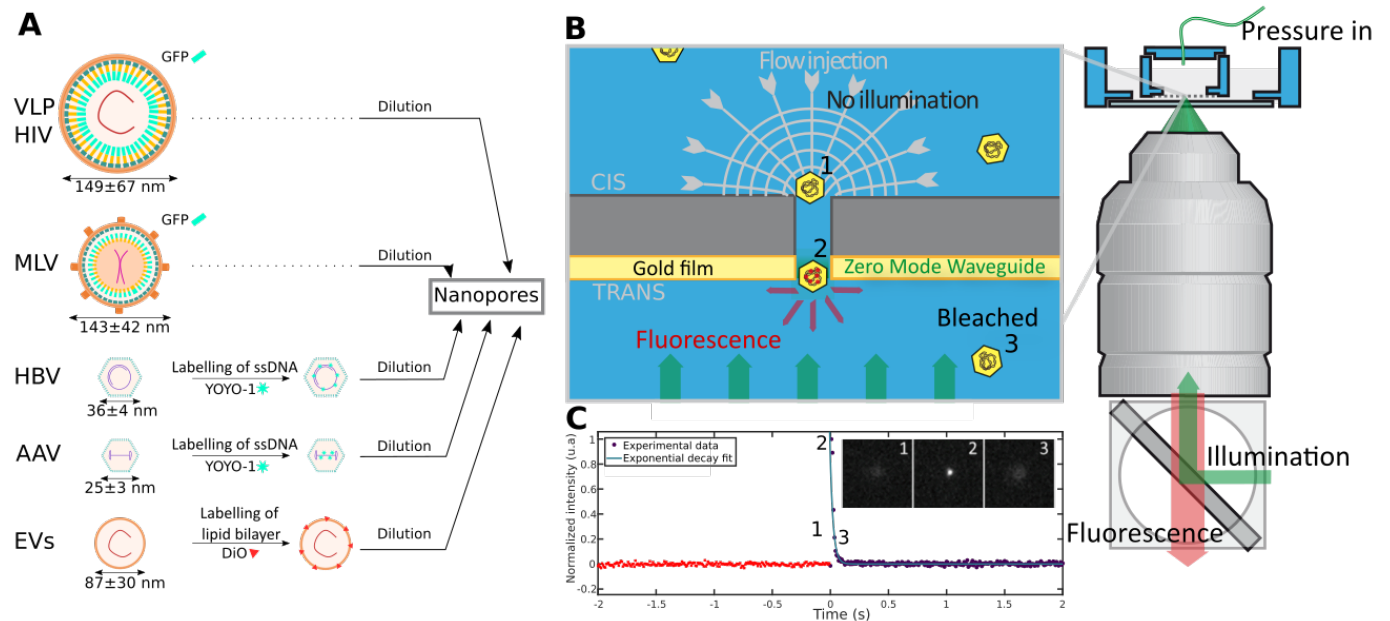 A
GFP
VLP
HIV
Dilution
149±67 nm
GFP
MLV
Dilution
143±42 nm
Nanopores
HBV
Labelling of ssDNA
YOYO-1
Dilution
36±4 nm
AAV
Labelling of ssDNA
YOYO-1
Dilution
25±3 nm
EVs
Labelling of
lipid bilayer
DiO
Dilution
87±30 nm
B
Flow injection
No illumination
1
CIS
2
Gold film
Zero Mode Waveguide
TRANS
Fluorescence
Bleached
3
Pressure in
Illumination
Fluorescence
C
Normalized intensity (u.a)
1
0.8
0.6
0.4
0.2
0
-0.2
Experimental data
Exponential decay fit
2
1
3
1
2
3
-2
-1.5
-1
-0.5
0
0.5
1
1.5
2
Time (s)